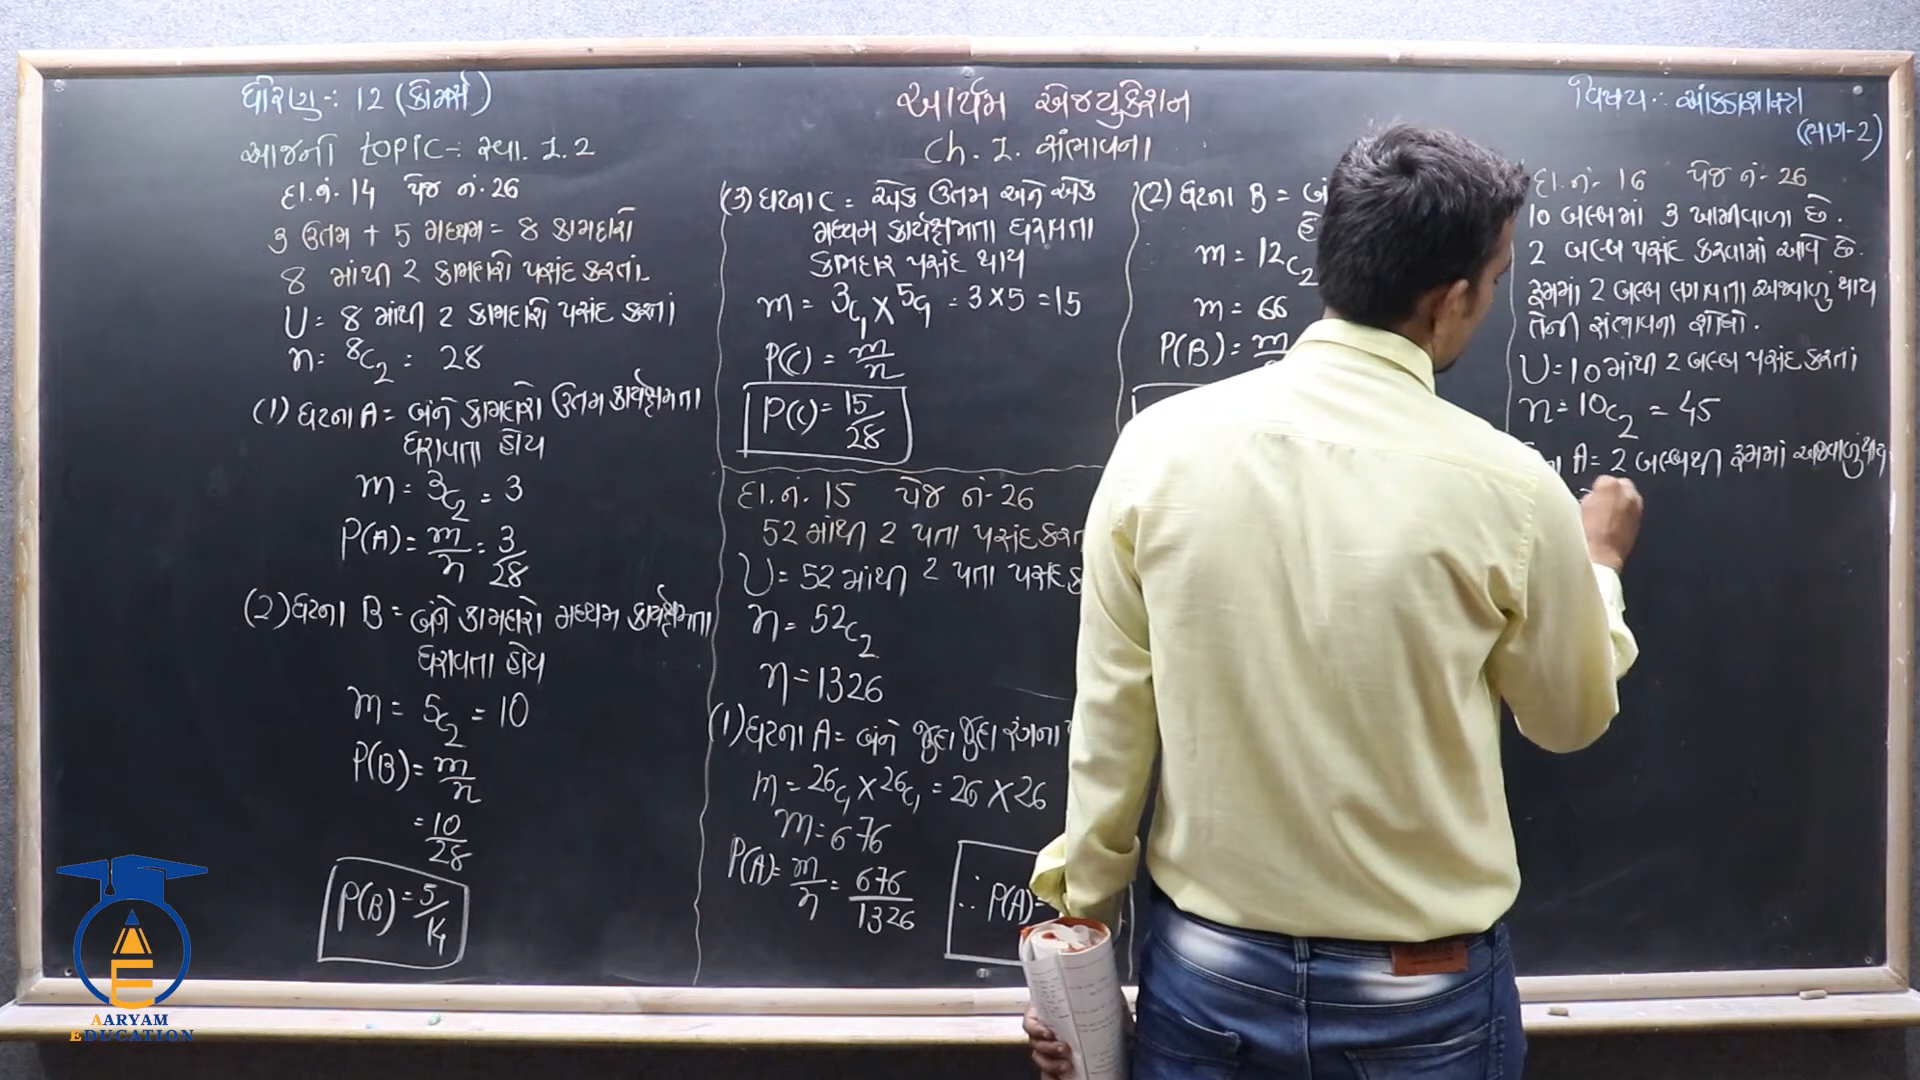 ધોરણ-: 12 (કોમર્સ)
આર્યમ એજ્યુકેશન
વિષય-: આંકડાશાસ્ત્ર
(ભાગ-2)
આજનો topic-: સ્વા. 1.2
Ch. 1. સંભાવના
દા.નં. 14 પેજ નં-26
3 ઉતમ + 5 મધ્યમ = 8 કામદારો
8 માંથી 2 કામદારો પસંદ કરતાં
U = 8 માંથી 2 કામદારો પસંદ કરતાં
n = 8C2 = 28
(1) ઘટના A = બંને કામદારો ઉતમ કાર્યક્ષમતા
ધરાવતા હોય
m = 3C2 = 3
P(A) = m/n = 3/28
(2) ઘટના B = બંને કામદારો મધ્યમ કાર્યક્ષમતા
ધરાવતા હોય
m = 5C2 = 10
P(B) = m/n
= 10/28
P(B) = 5/14
(3) ઘટના C = એક ઉતમ અને એક
મધ્યમ કાર્યક્ષમતા ધરાવતા
કામદાર પસંદ થાય
m = 3C1 X 5C1 = 3 X 5 = 15
P(C) = m/n
P(C) = 15/28
દા.નં. 15 પેજ નં-26
52 માંથી 2 પતા પસંદ કરત
U = 52 માંથી 2 પતા પસંદ ક
n = 52C2
n = 1326
(1) ઘટના A = બંને જુદા જુદા રંગના
m = 26C1 X 26C1 = 26 X 26
m = 676
P(A) = m/n = 676/1326
∴ P(A) =
(2) ઘટના B = બં
હો
m = 12C2
m = 66
P(B) = m
દા.નં- 16 પેજ નં- 26
10 બલ્બમાં 3 ખામીવાળા છે.
2 બલ્બ પસંદ કરવામાં આવે છે.
રૂમમાં 2 બલ્બ લગાવતા અજવાળું થાય
તેની સંભાવના શોધો.
U = 10 માંથી 2 બલ્બ પસંદ કરતાં
n = 10C2 = 45
ના A = 2 બલ્બથી રૂમમાં અજવાળું થાય
AARYAM
EDUCATION